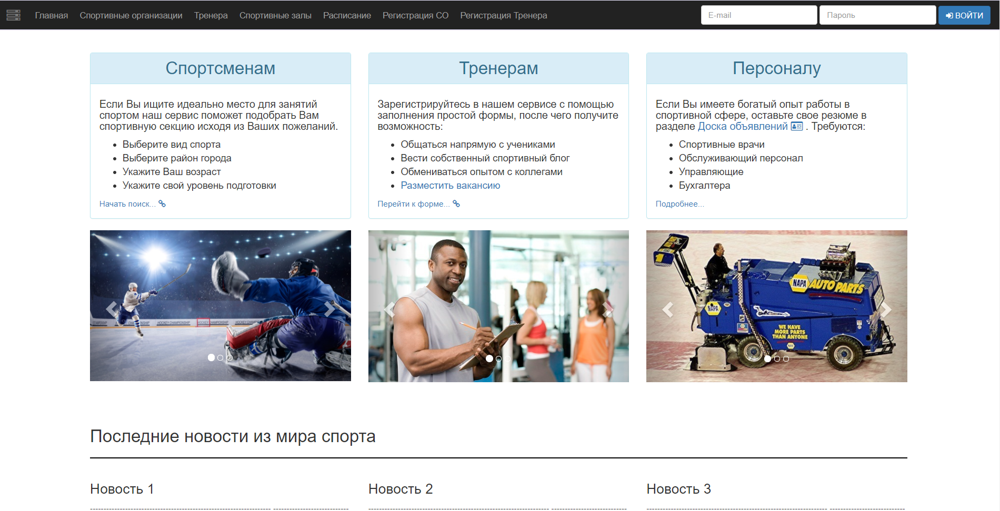 Главная Спортивные организации Тренера Спортивные залы Расписание Регистрация СО Регистрация Тренера E-mail Пароль ВОЙТИ
Спортсменам
Если Вы ищите идеально место для занятий
спортом наш сервис поможет подобрать Вам
спортивную секцию исходя из Ваших пожеланий.
Выберите вид спорта
Выберите район города
Укажите Ваш возраст
Укажите свой уровень подготовки
Начать поиск...
Тренерам
Зарегистрируйтесь в нашем сервисе с помощью
заполнения простой формы, после чего получите
возможность:
Общаться напрямую с учениками
Вести собственный спортивный блог
Обмениваться опытом с коллегами
Разместить вакансию
Перейти к форме...
Персоналу
Если Вы имеете богатый опыт работы в
спортивной сфере, оставьте свое резюме в
разделе Доска объявлений . Требуются:
Спортивные врачи
Обслуживающий персонал
Управляющие
Бухгалтера
Подробнее...
CHAMPIONSHIP HOCKEY CHAMPIONSHIP HOCKEY CHAMPIONSHIP HOCKEY CHAMPIONSHIP
1
NAPA AUTO PARTS
NAPA
WE HAVE
MORE PARTS
THAN ANYONE
NAPA
Последние новости из мира спорта
Новость 1
Новость 2
Новость 3